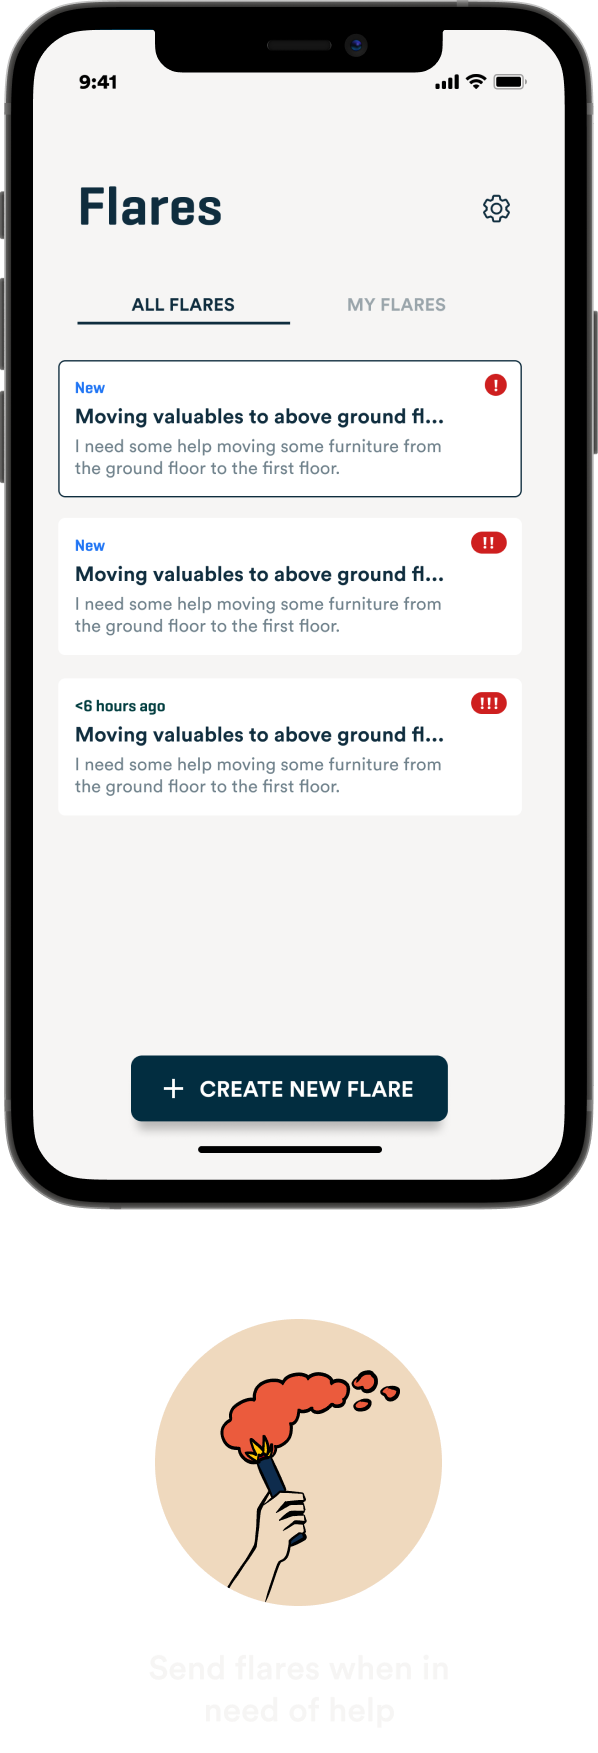 9:41
Flares
ALL FLARES
MY FLARES
New
!
Moving valuables to above ground fl...
I need some help moving some furniture from
the ground floor to the first floor.
New
!!
Moving valuables to above ground fl...
I need some help moving some furniture from
the ground floor to the first floor.
<6 hours ago
!!!
Moving valuables to above ground fl...
I need some help moving some furniture from
the ground floor to the first floor.
+ CREATE NEW FLARE
Send flares when in
need of help